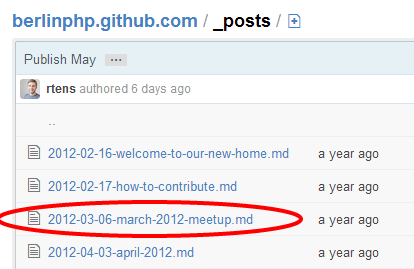 berlinphp.github.com / _posts /
Publish May ...
rtens authored 6 days ago
..
2012-02-16-welcome-to-our-new-home.md a year ago
2012-02-17-how-to-contribute.md a year ago
2012-03-06-march-2012-meetup.md a year ago
2012-04-03-april-2012.md a year ago